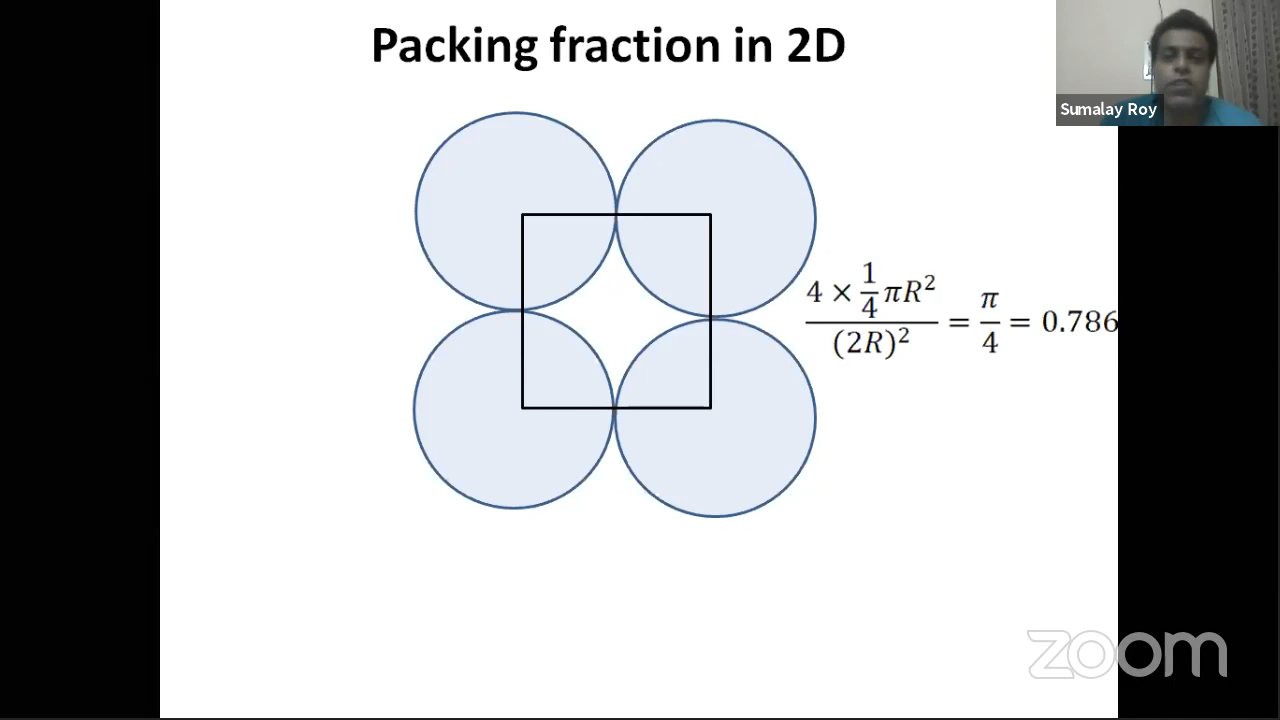 Packing fraction in 2D
Sumalay Roy
4 × 1/4 πR² / (2R)² = π/4 = 0.786
zoom